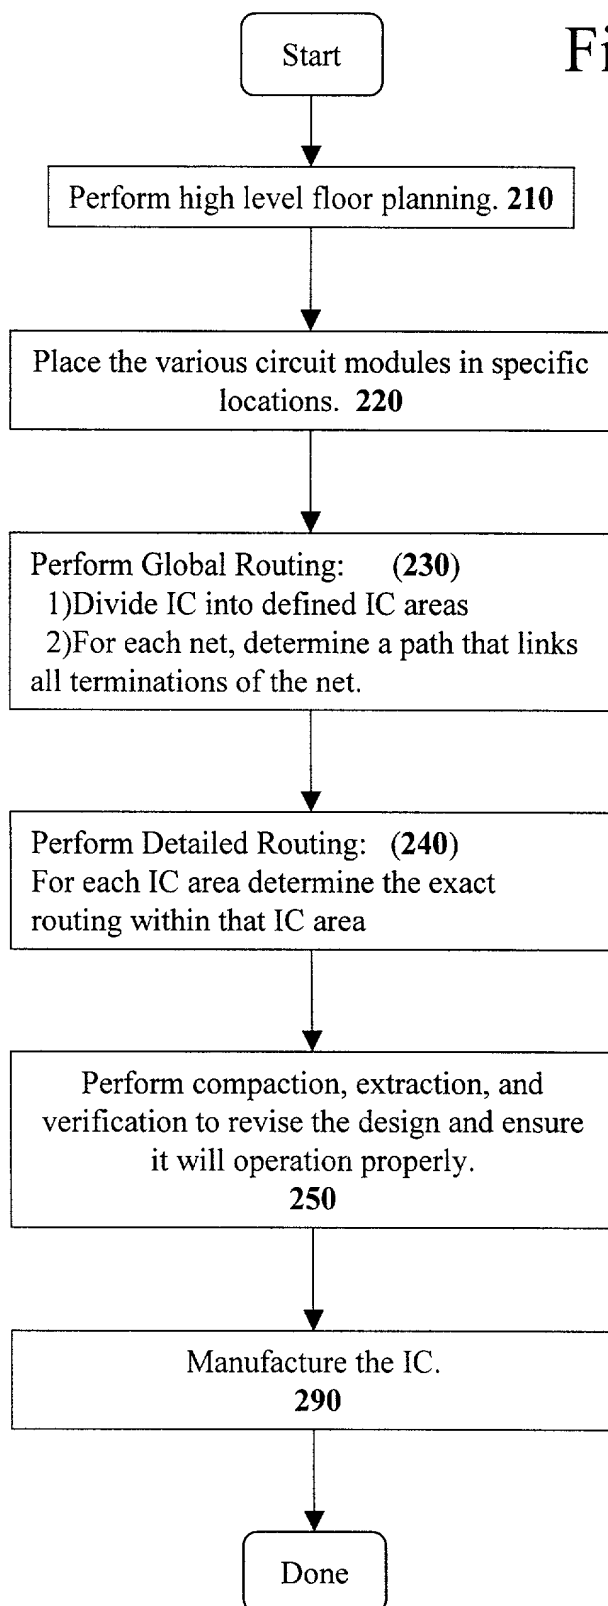 Start
Fi
Perform high level floor planning. 210
Place the various circuit modules in specific
locations. 220
Perform Global Routing: (230)
1)Divide IC into defined IC areas
2)For each net, determine a path that links
all terminations of the net.
Perform Detailed Routing: (240)
For each IC area determine the exact
routing within that IC area
Perform compaction, extraction, and
verification to revise the design and ensure
it will operation properly.
250
Manufacture the IC.
290
Done